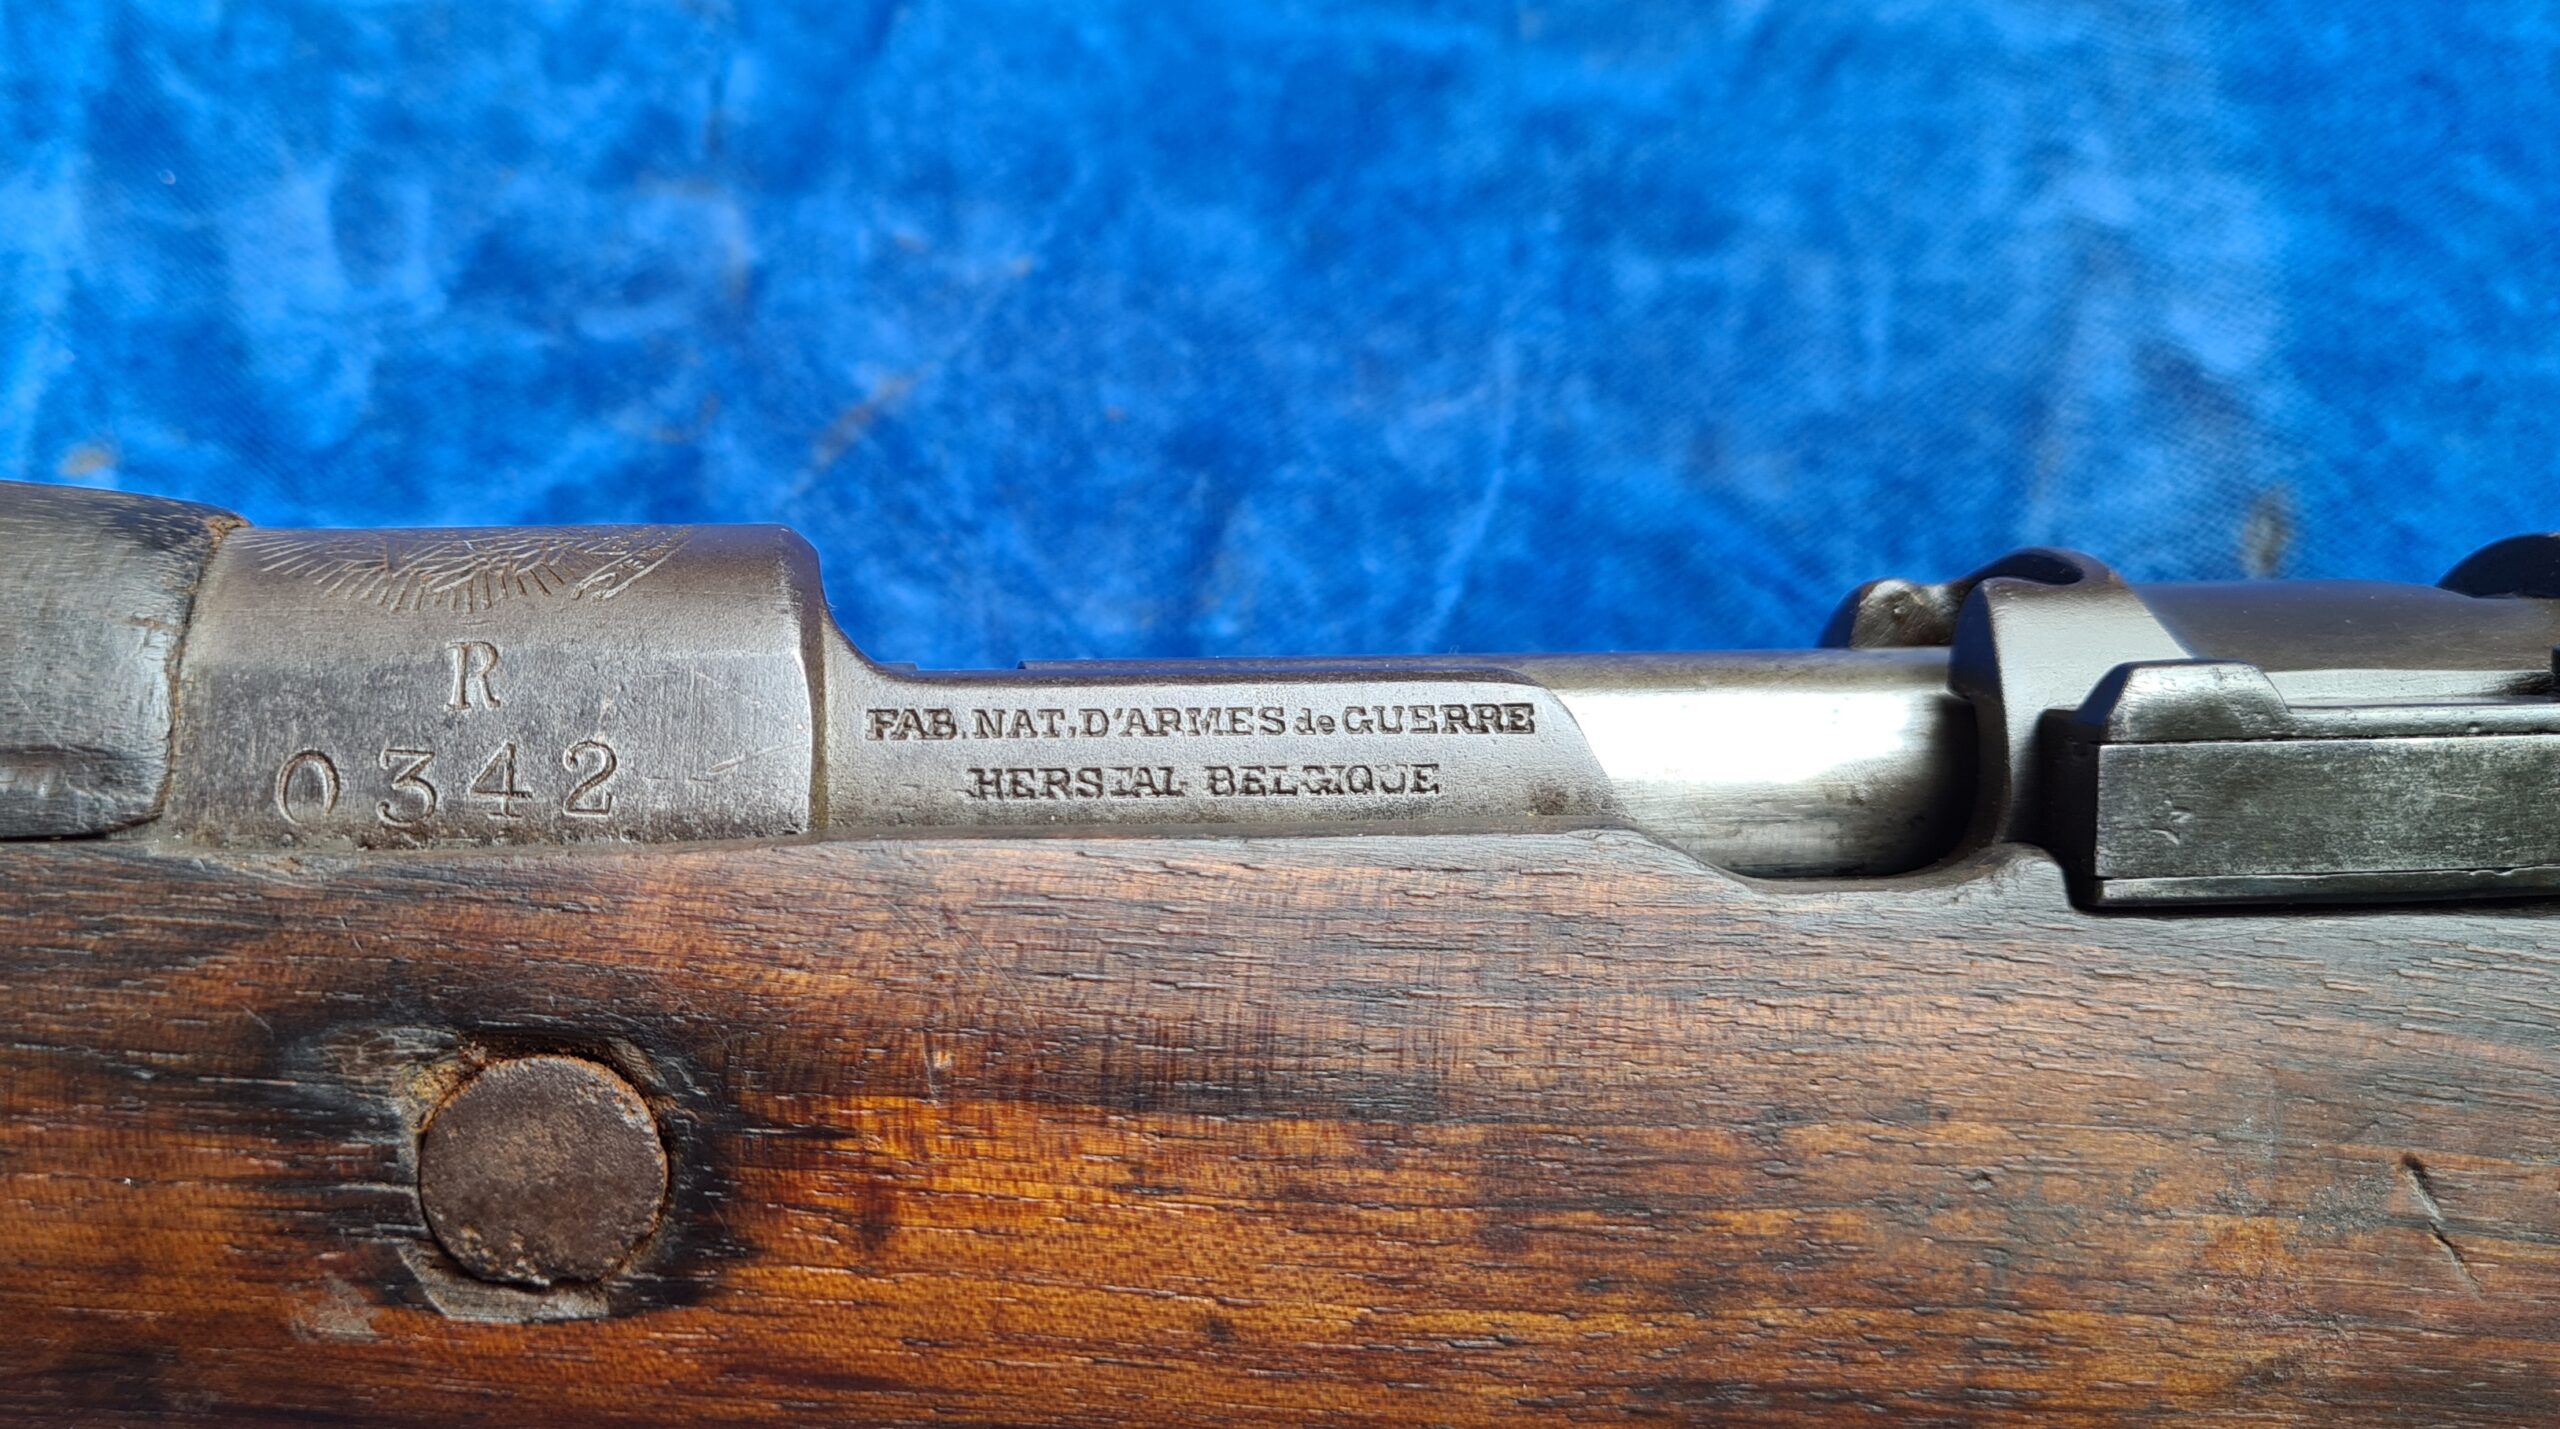 R
0342
FAB. NAT. D'ARMES de GUERRE
HERSTAL BELGIQUE